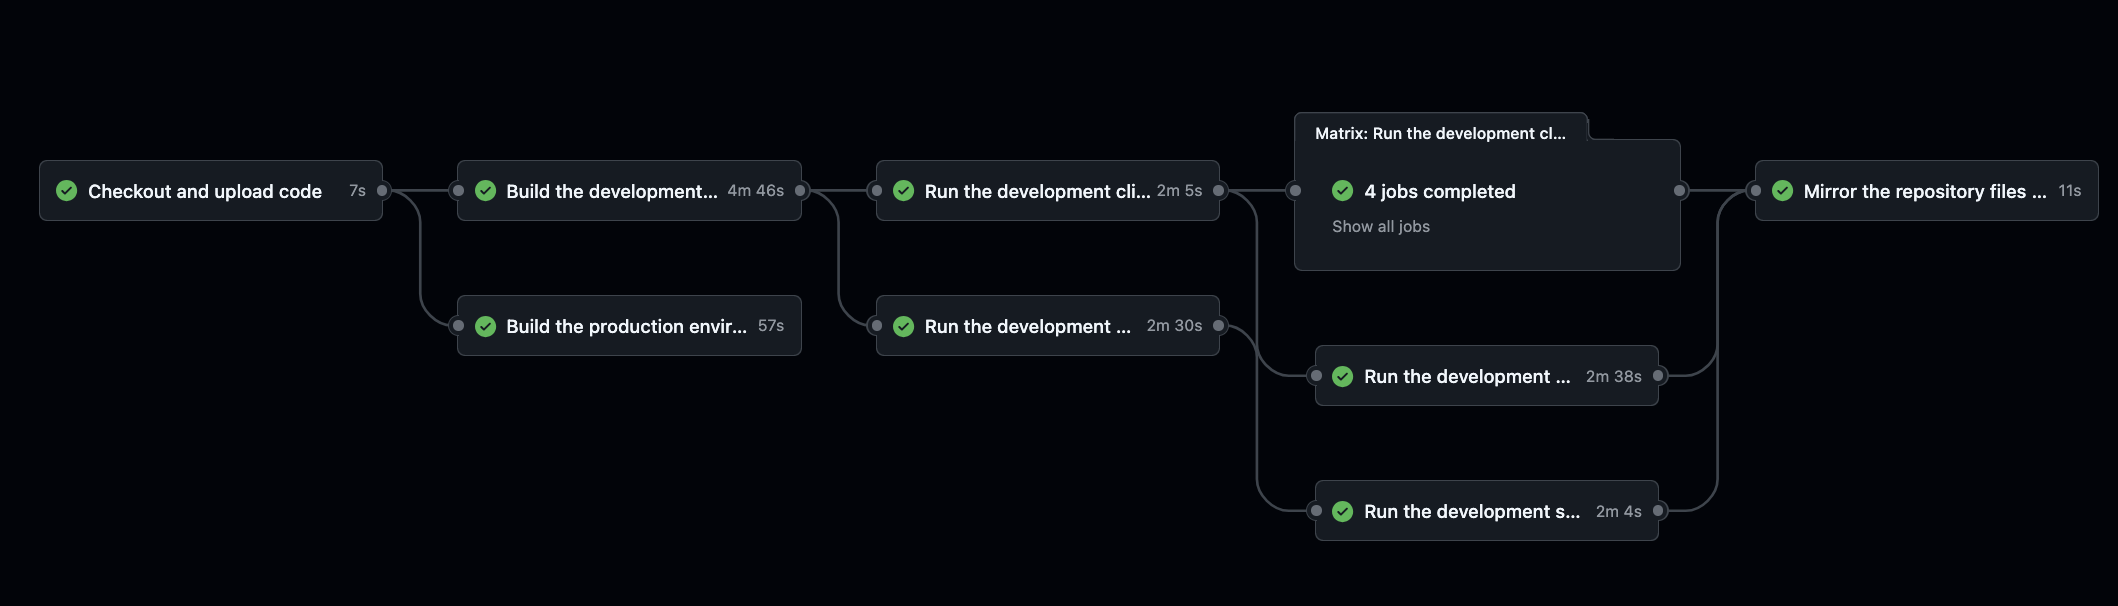 Matrix: Run the development cl...
Checkout and upload code 7s
Build the development... 4m 46s
Run the development cli... 2m 5s
4 jobs completed
Show all jobs
Mirror the repository files ... 11s
Build the production envir... 57s
Run the development ... 2m 30s
Run the development ... 2m 38s
Run the development s... 2m 4s